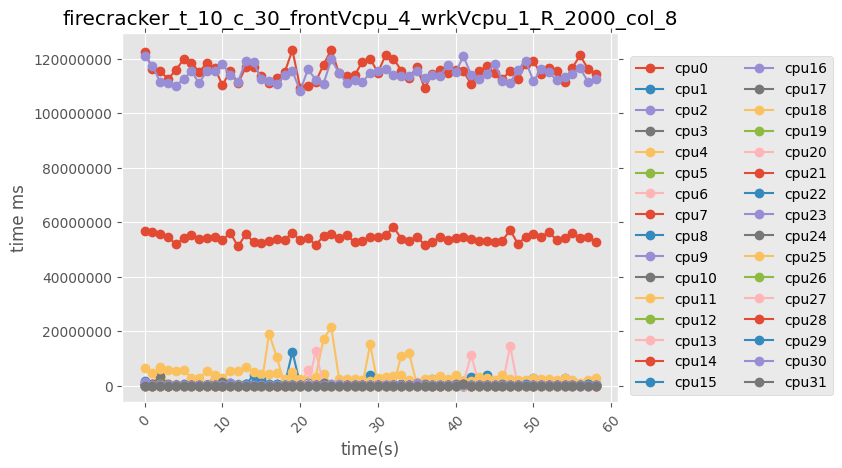 firecracker_t_10_c_30_frontVcpu_4_wrkVcpu_1_R_2000_col_8
120000000
100000000
80000000
60000000
40000000
20000000
0
time ms
0 10 20 30 40 50 60
time(s)
cpu0 cpu16
cpu1 cpu17
cpu2 cpu18
cpu3 cpu19
cpu4 cpu20
cpu5 cpu21
cpu6 cpu22
cpu7 cpu23
cpu8 cpu24
cpu9 cpu25
cpu10 cpu26
cpu11 cpu27
cpu12 cpu28
cpu13 cpu29
cpu14 cpu30
cpu15 cpu31